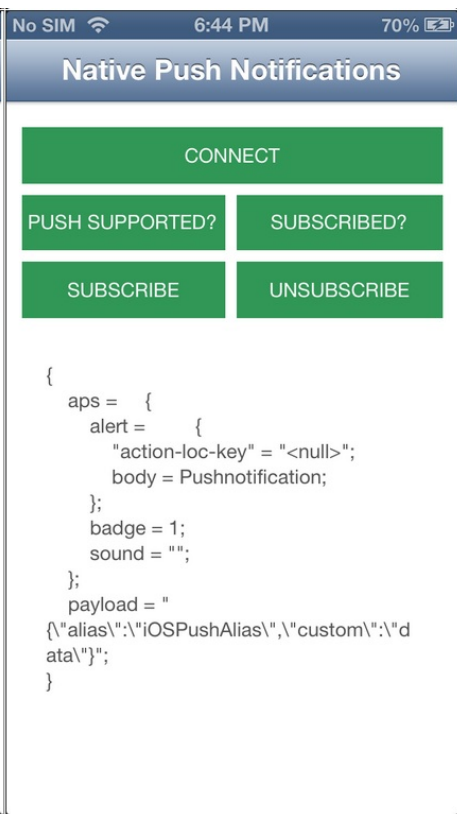 No SIM 6:44 PM 70%
Native Push Notifications
CONNECT
PUSH SUPPORTED? SUBSCRIBED?
SUBSCRIBE UNSUBSCRIBE
{
aps = {
alert = {
"action-loc-key" = "<null>";
body = Pushnotification;
};
badge = 1;
sound = "";
};
payload = "
{\"alias\":\"iOSPushAlias\",\"custom\":\"d
ata\"}";
}